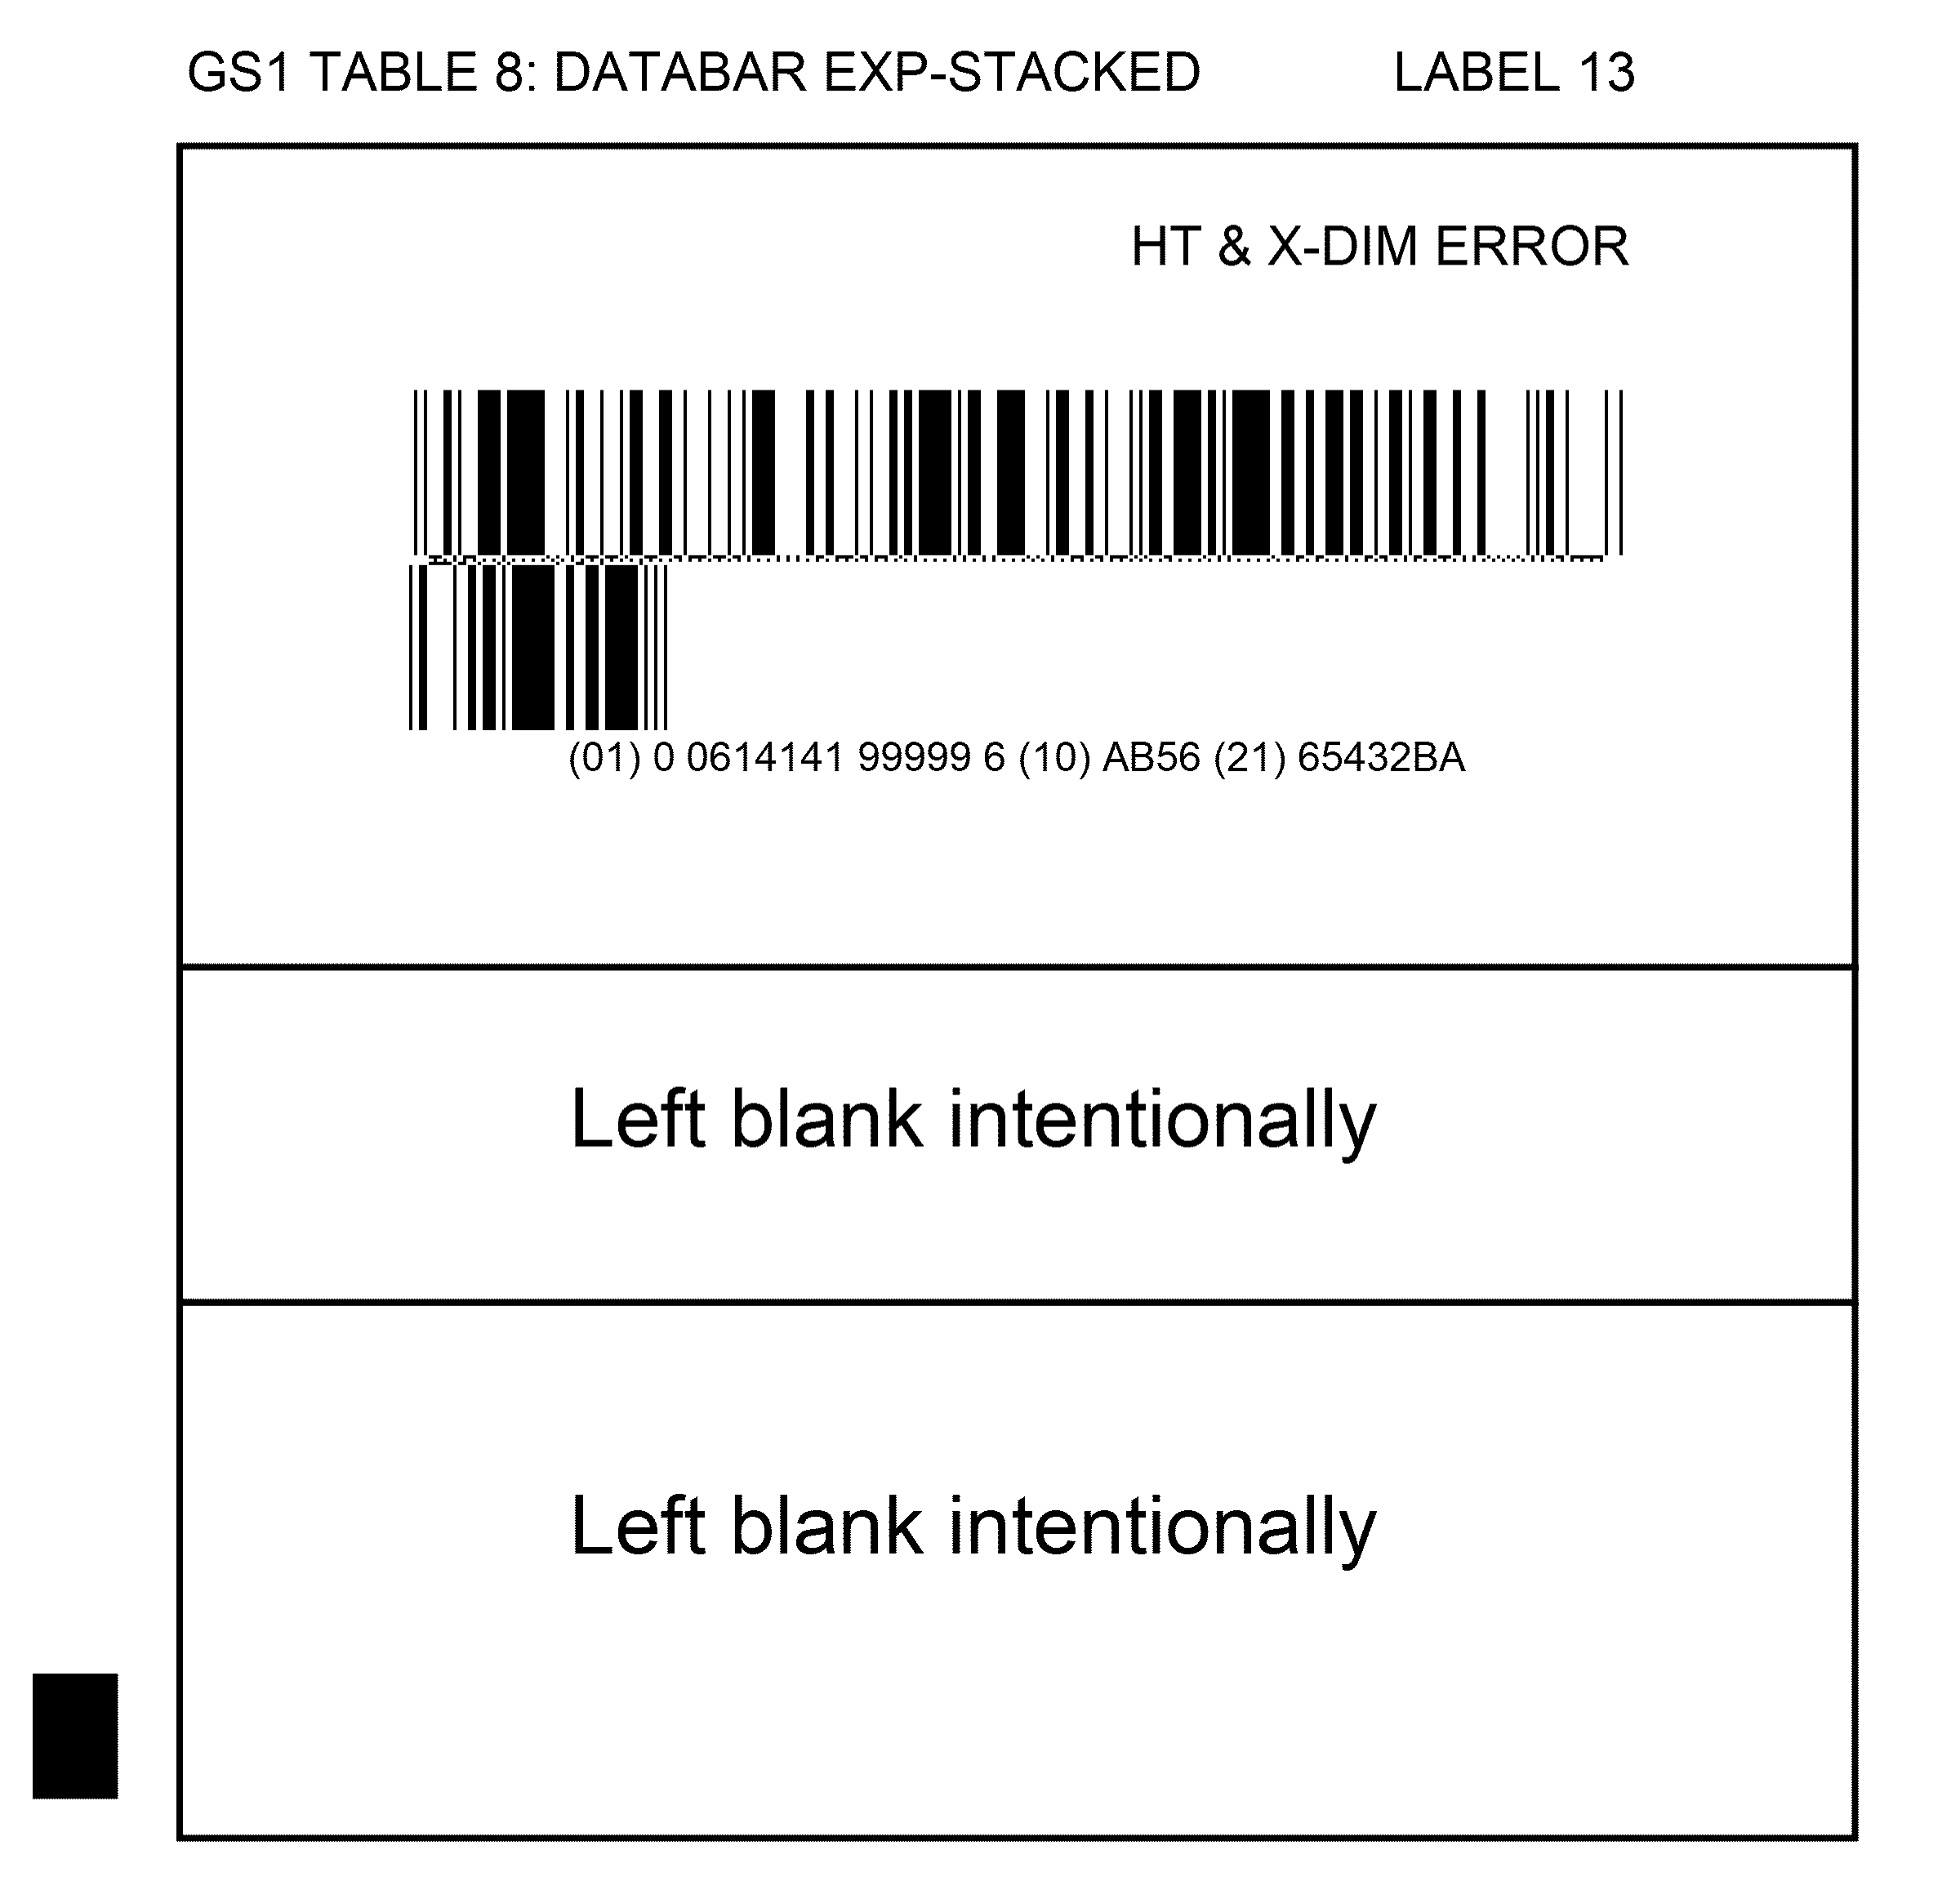 GS1 TABLE 8: DATABAR EXP-STACKED LABEL 13
HT & X-DIM ERROR
(01) 0 0614141 99999 6 (10) AB56 (21) 65432BA
Left blank intentionally
Left blank intentionally